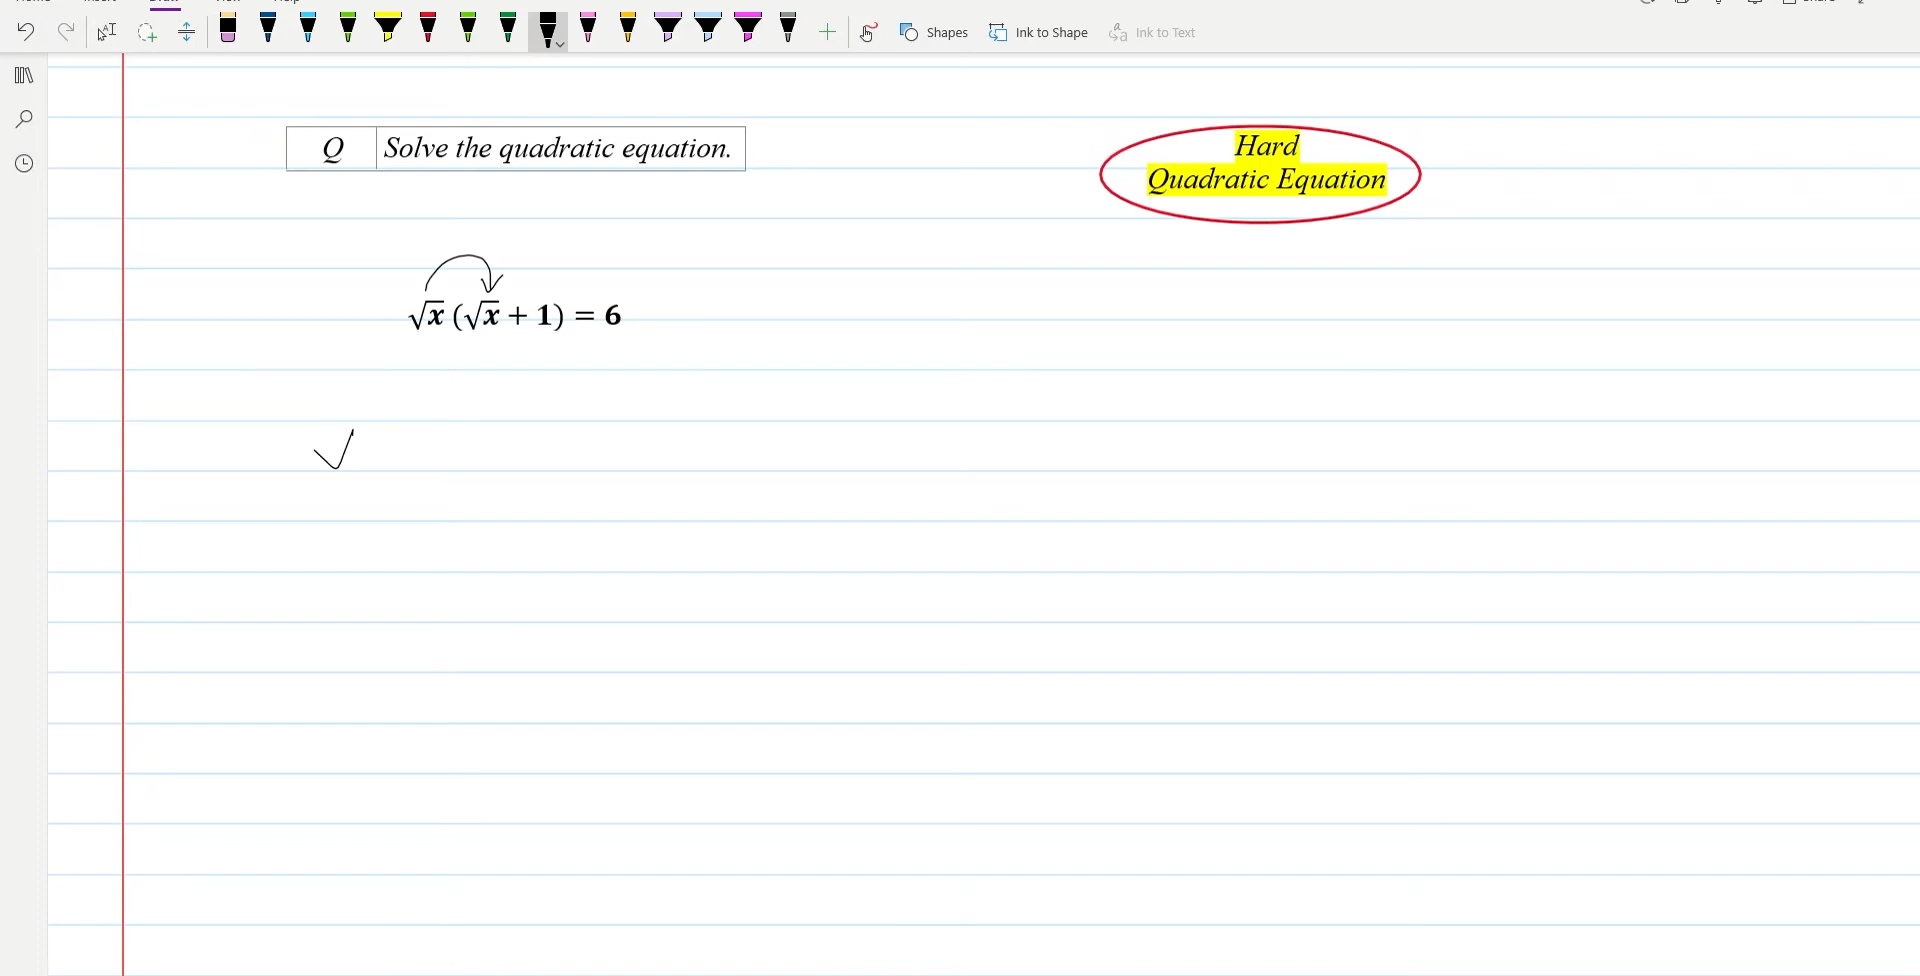 Shapes Ink to Shape Ink to Text
Q Solve the quadratic equation.
Hard
Quadratic Equation
√x (√x + 1) = 6
√